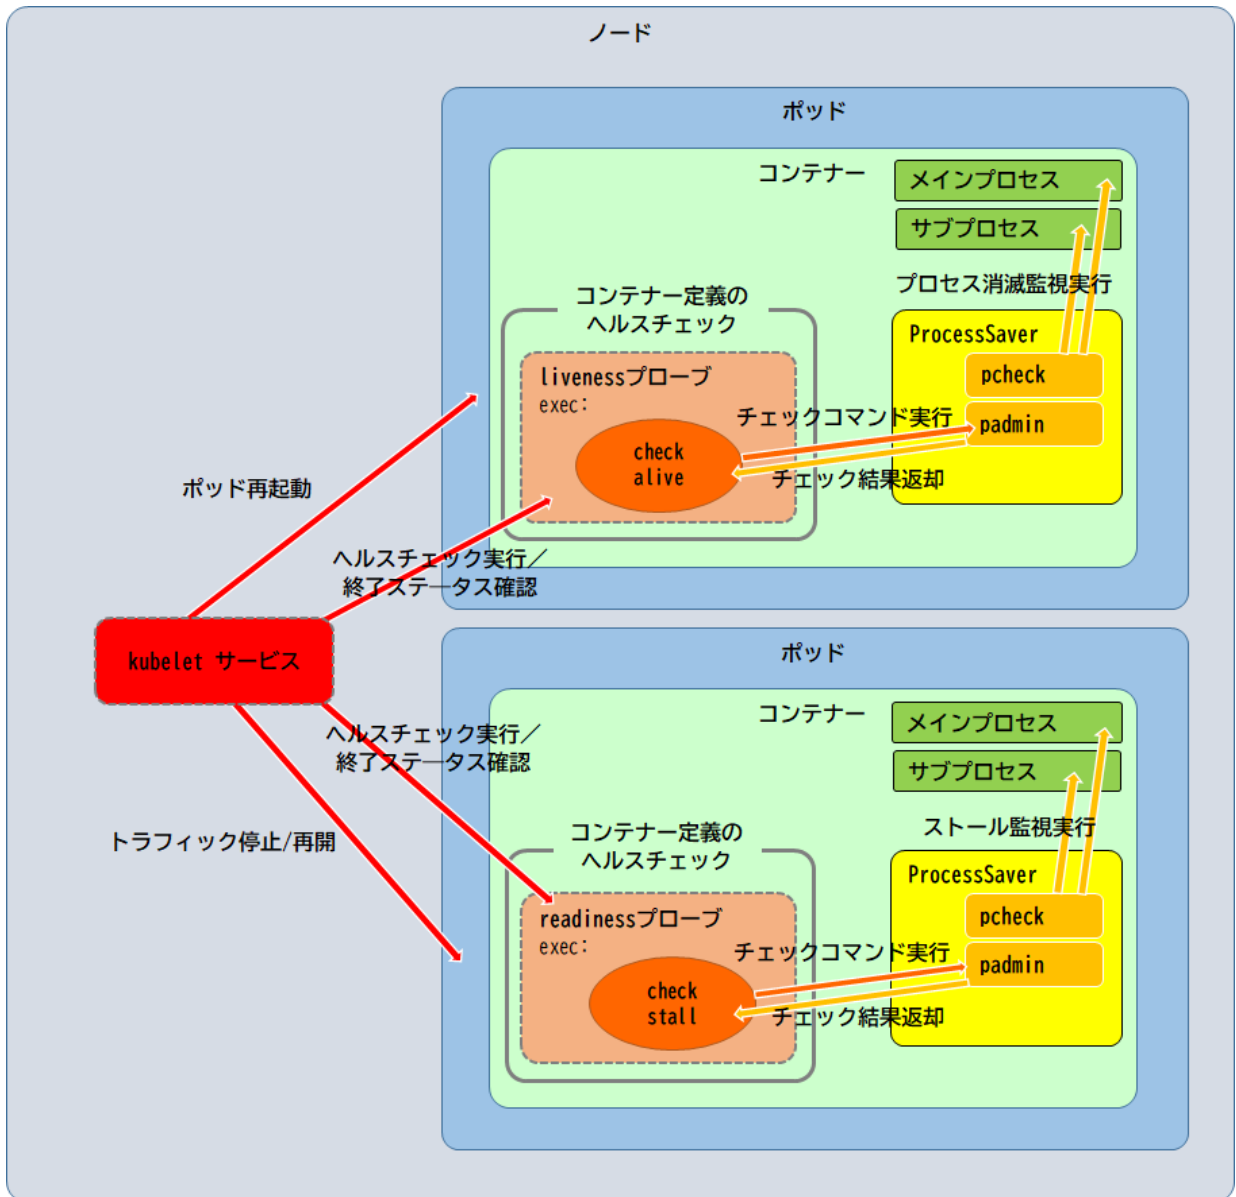 ノード
ポッド
コンテナー
メインプロセス
サブプロセス
プロセス消滅監視実行
コンテナー定義の
ヘルスチェック
ProcessSaver
livenessプローブ
exec:
pcheck
チェックコマンド実行
padmin
check
alive
チェック結果返却
ポッド再起動
ヘルスチェック実行／
終了ステータス確認
kubelet サービス
ポッド
コンテナー
メインプロセス
サブプロセス
ヘルスチェック実行／
終了ステータス確認
トラフィック停止/再開
ストール監視実行
コンテナー定義の
ヘルスチェック
ProcessSaver
readinessプローブ
exec:
pcheck
チェックコマンド実行
padmin
check
stall
チェック結果返却